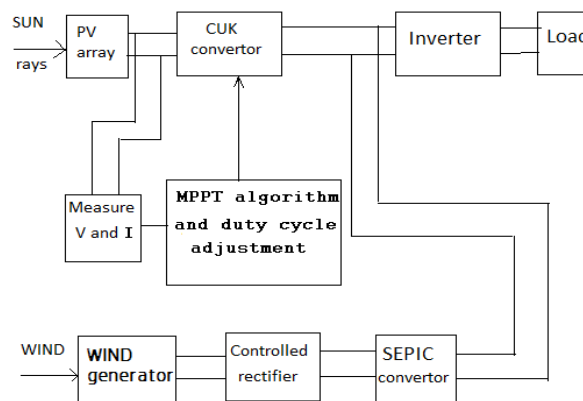 SUN
rays
PV
array
CUK
convertor
Inverter
Load
Measure
V and I
MPPT algorithm
and duty cycle
adjustment
WIND
WIND
generator
Controlled
rectifier
SEPIC
convertor